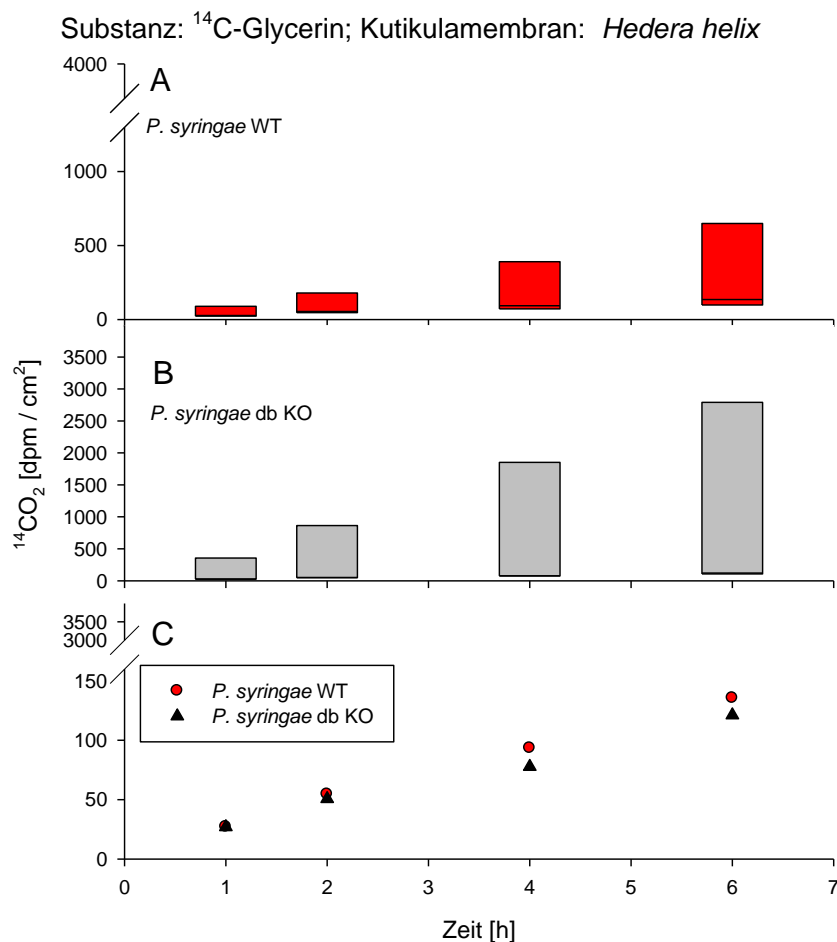 Substanz: ¹⁴C-Glycerin; Kutikulamembran: Hedera helix
4000
A
P. syringae WT
1000
500
0
3500
B
3000
P. syringae db KO
2500
2000
1500
1000
500
0
¹⁴CO₂ [dpm / cm²]
3500
3000
C
150
P. syringae WT
P. syringae db KO
100
50
0
0 1 2 3 4 5 6 7
Zeit [h]